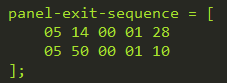 panel-exit-sequence = [
    05 14 00 01 28
    05 50 00 01 10
];